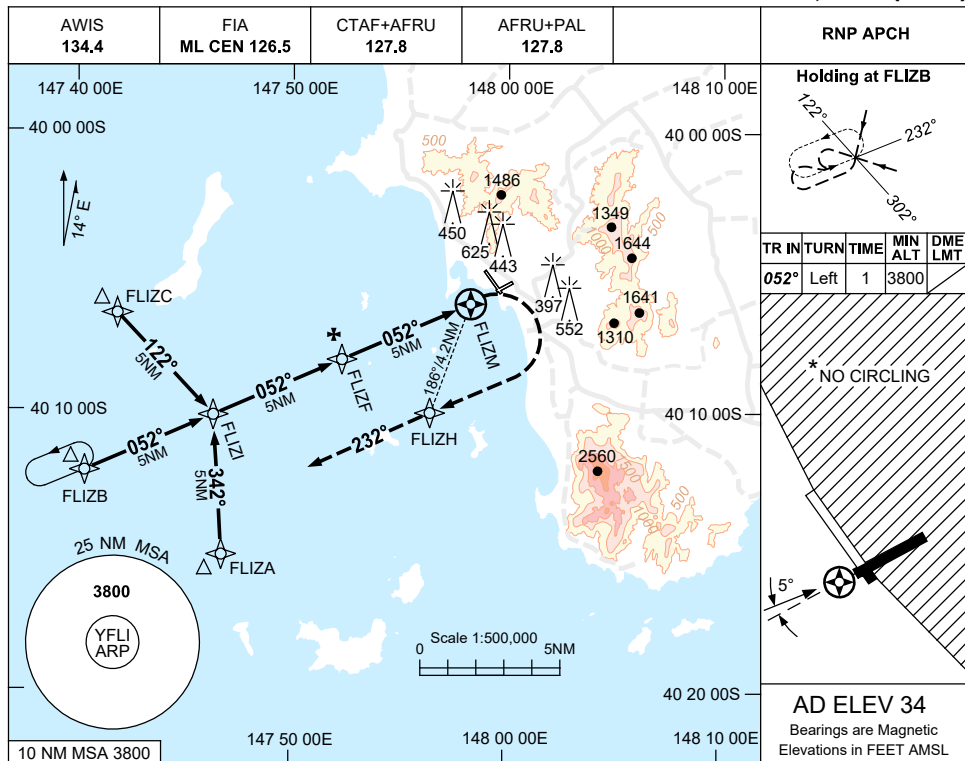 AWIS
134.4
FIA
ML CEN 126.5
CTAF+AFRU
127.8
AFRU+PAL
127.8
RNP APCH
147 40 00E
147 50 00E
148 00 00E
148 10 00E
40 00 00S
40 00 00S
14° E
500
1486
450
625
443
1349
1000
500
1644
397
552
1641
1310
FLIZC
122°
5NM
052°
5NM
FLIZI
052°
5NM
FLIZF
052°
5NM
FLIZM
186°/4.2NM
FLIZH
232°
40 10 00S
40 10 00S
FLIZB
342°
5NM
FLIZA
2560
500
1000
500
25 NM MSA
3800
YFLI
ARP
Scale 1:500,000
0
5NM
40 20 00S
10 NM MSA 3800
147 50 00E
148 00 00E
148 10 00E
Holding at FLIZB
122°
232°
302°
TR IN TURN TIME MIN ALT DME LMT
052° Left 1 3800
* NO CIRCLING
5°
AD ELEV 34
Bearings are Magnetic
Elevations in FEET AMSL